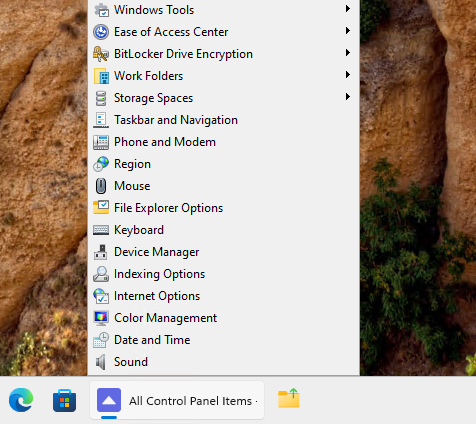 Windows Tools
Ease of Access Center
BitLocker Drive Encryption
Work Folders
Storage Spaces
Taskbar and Navigation
Phone and Modem
Region
Mouse
File Explorer Options
Keyboard
Device Manager
Indexing Options
Internet Options
Color Management
Date and Time
Sound
All Control Panel Items -